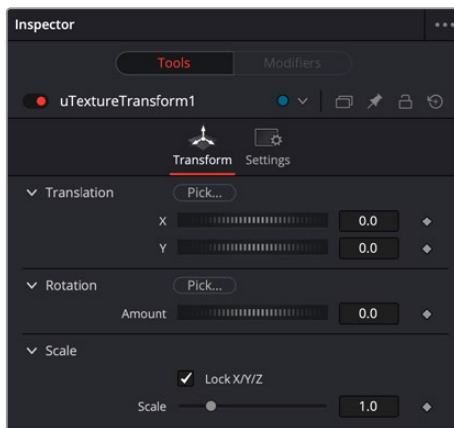 Inspector
Tools Modifiers
uTextureTransform1
Transform Settings
Translation Pick...
X 0.0
Y 0.0
Rotation Pick...
Amount 0.0
Scale
Lock X/Y/Z
Scale 1.0